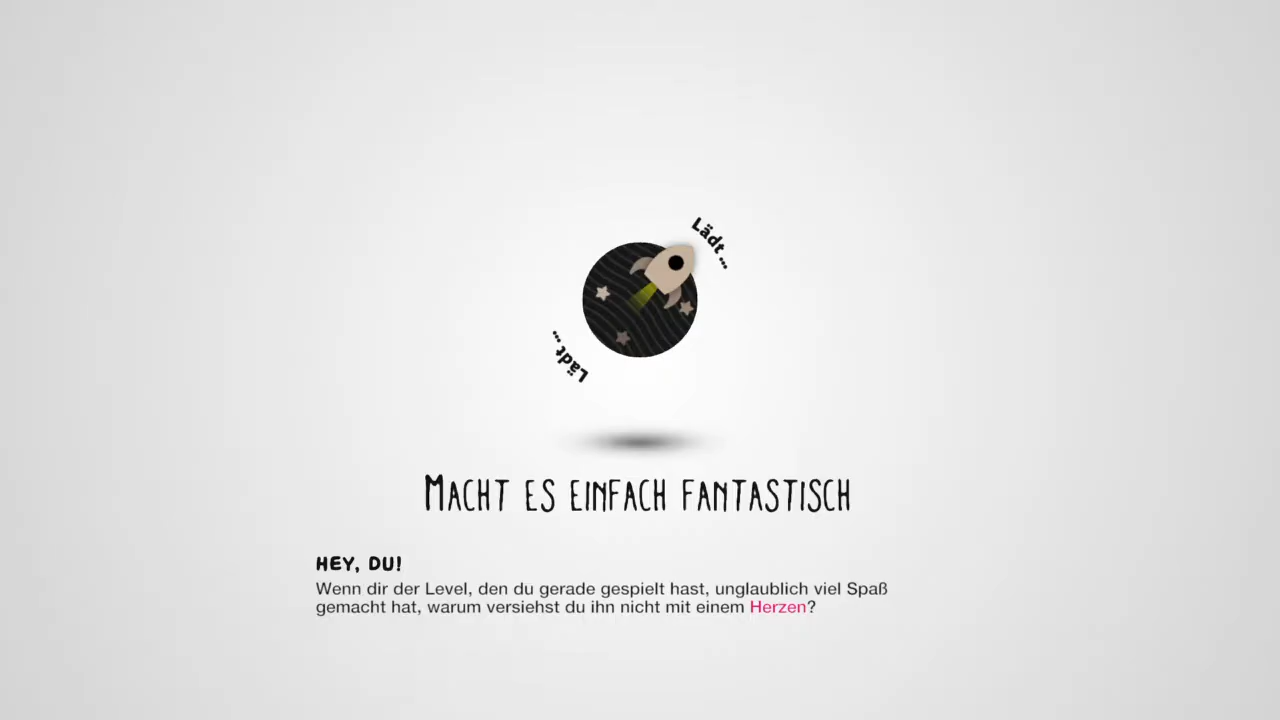 Lädt ...
Lädt ...
Macht es einfach fantastisch
HEY, DU!
Wenn dir der Level, den du gerade gespielt hast, unglaublich viel Spaß
gemacht hat, warum versiehst du ihn nicht mit einem Herzen?